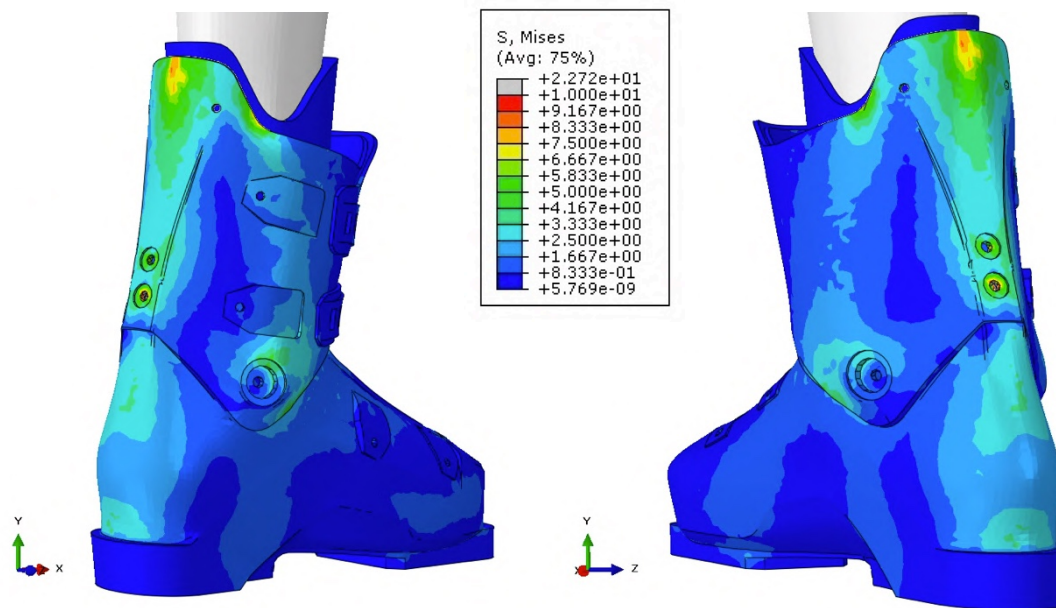 S, Mises
(Avg: 75%)
+2.272e+01
+1.000e+01
+9.167e+00
+8.333e+00
+7.500e+00
+6.667e+00
+5.833e+00
+5.000e+00
+4.167e+00
+3.333e+00
+2.500e+00
+1.667e+00
+8.333e-01
+5.769e-09
Y
X
Y
X
Z